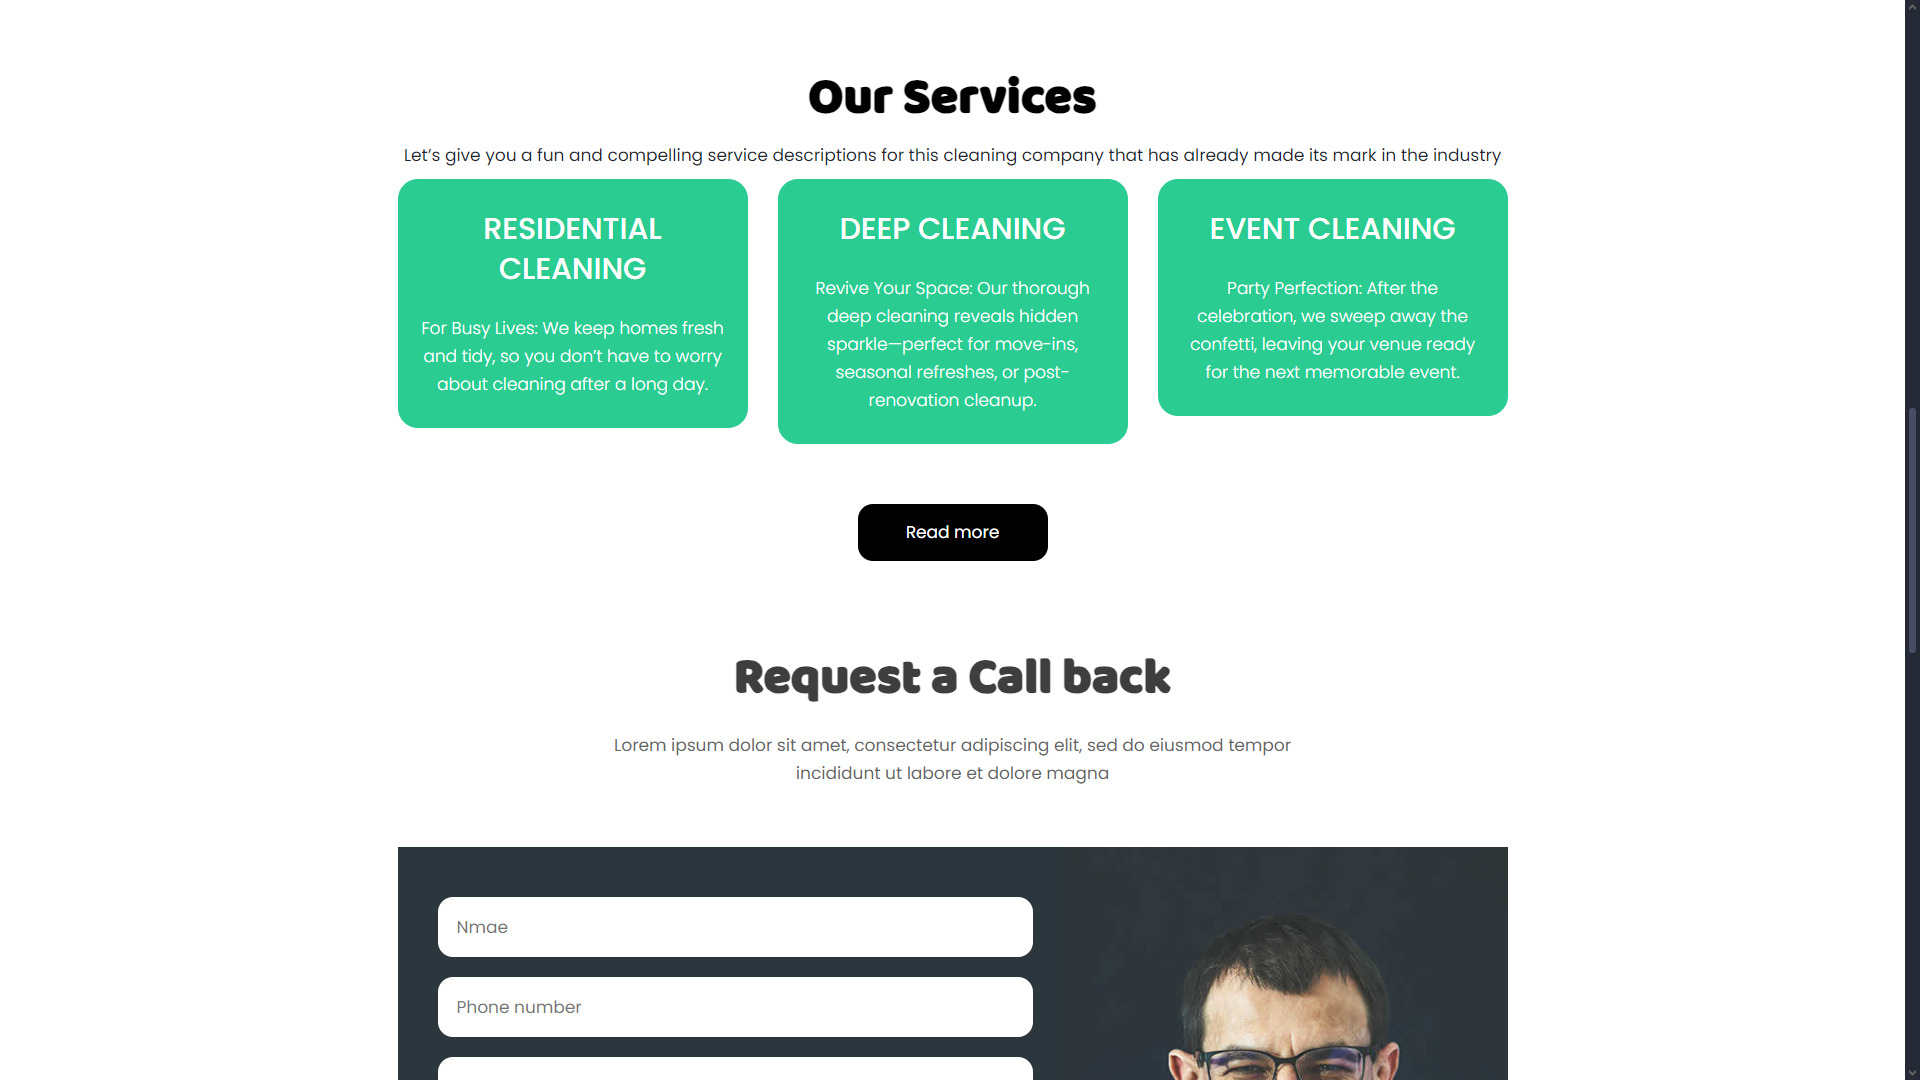 Our Services
Let’s give you a fun and compelling service descriptions for this cleaning company that has already made its mark in the industry
RESIDENTIAL
CLEANING
For Busy Lives: We keep homes fresh
and tidy, so you don’t have to worry
about cleaning after a long day.
DEEP CLEANING
Revive Your Space: Our thorough
deep cleaning reveals hidden
sparkle—perfect for move-ins,
seasonal refreshes, or post-
renovation cleanup.
EVENT CLEANING
Party Perfection: After the
celebration, we sweep away the
confetti, leaving your venue ready
for the next memorable event.
Read more
Request a Call back
Lorem ipsum dolor sit amet, consectetur adipiscing elit, sed do eiusmod tempor
incididunt ut labore et dolore magna
Nmae
Phone number